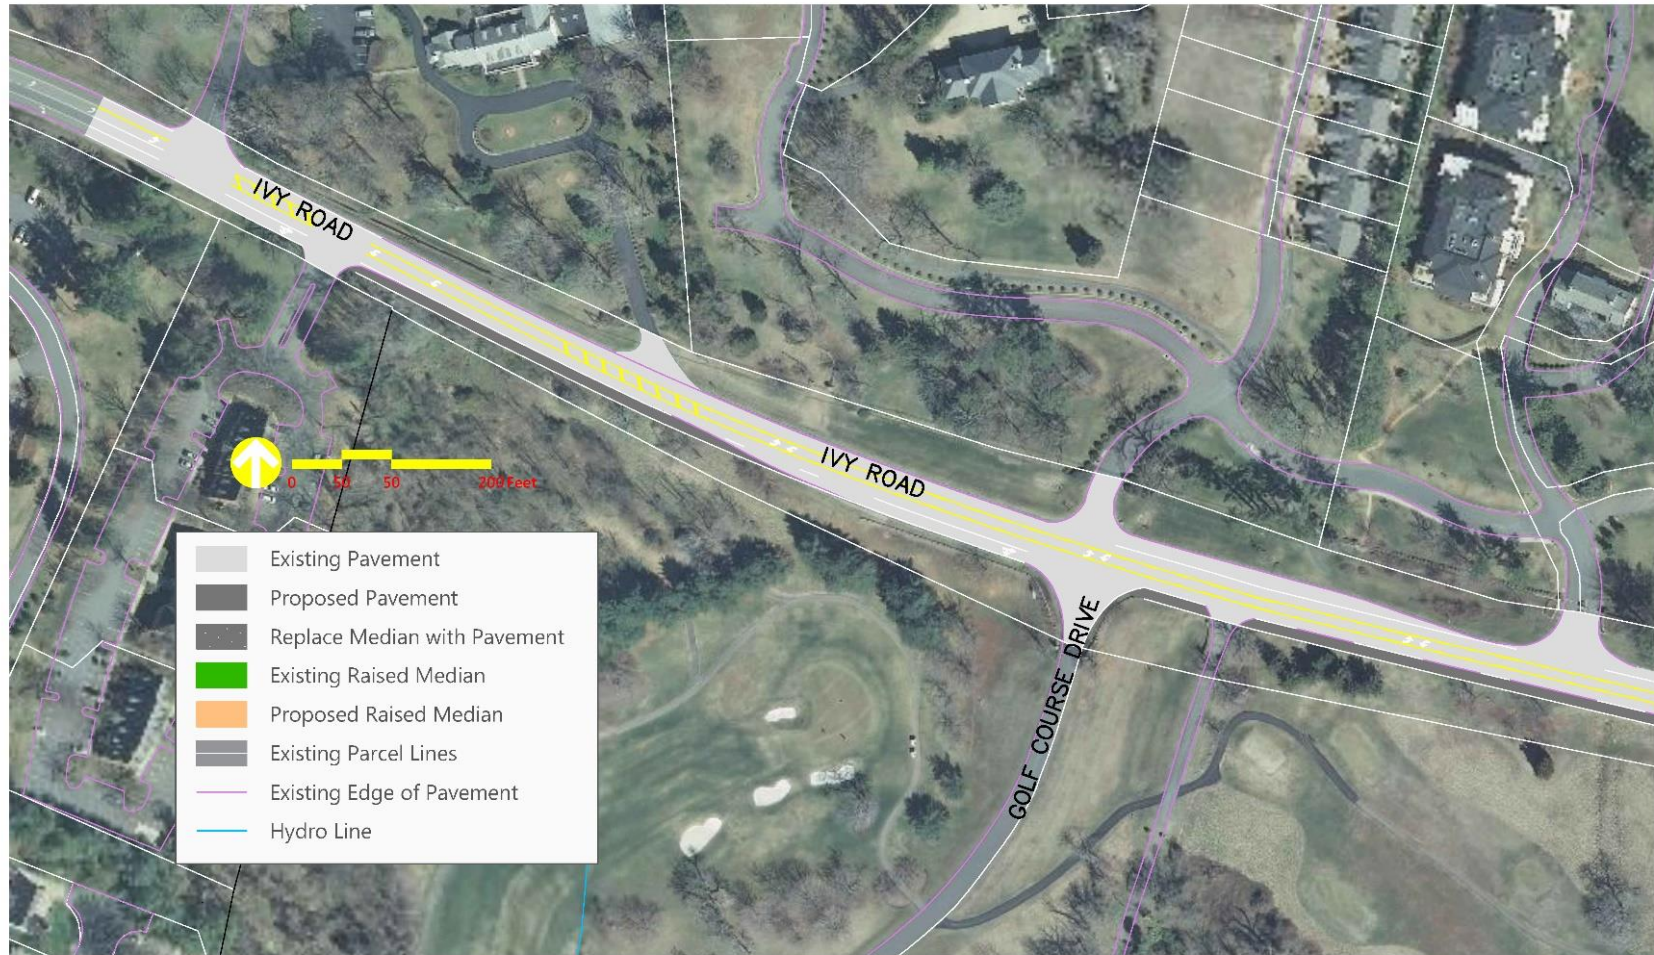 IVY ROAD
IVY ROAD
0 50 50 200 Feet
GOLF COURSE DRIVE
Existing Pavement
Proposed Pavement
Replace Median with Pavement
Existing Raised Median
Proposed Raised Median
Existing Parcel Lines
Existing Edge of Pavement
Hydro Line